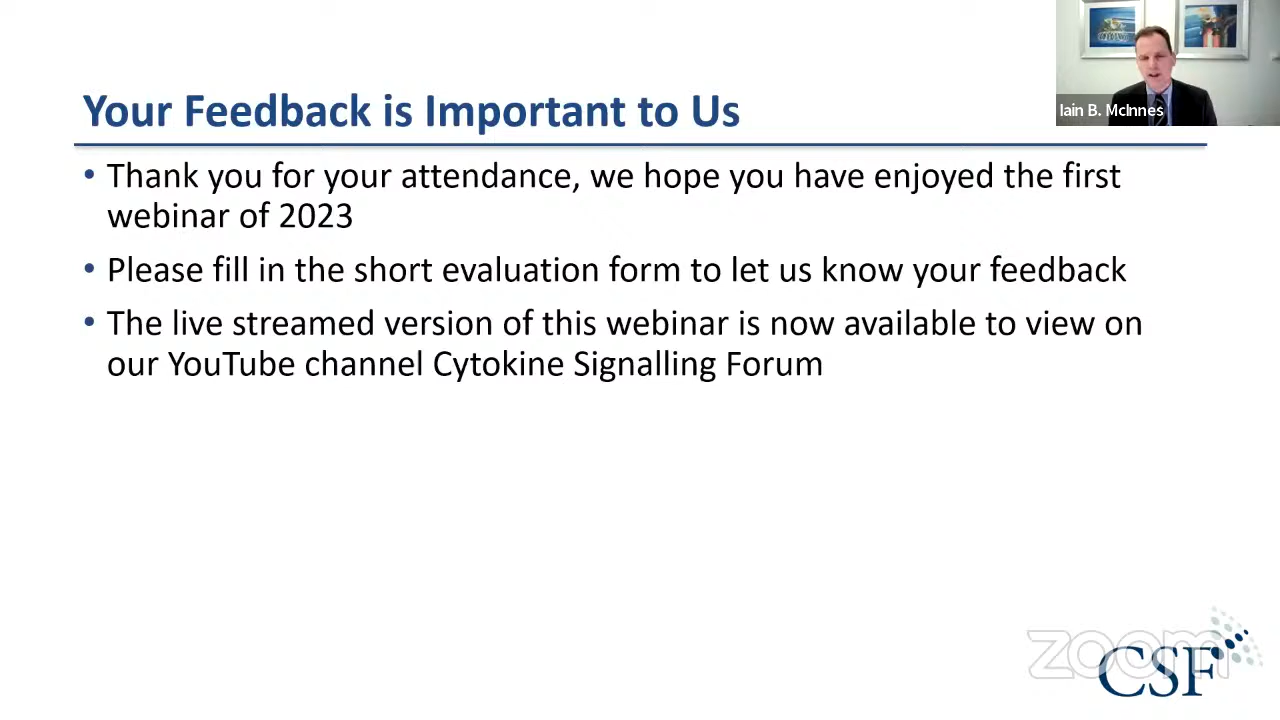 Iain B. McInnes
Your Feedback is Important to Us
• Thank you for your attendance, we hope you have enjoyed the first
webinar of 2023
• Please fill in the short evaluation form to let us know your feedback
• The live streamed version of this webinar is now available to view on
our YouTube channel Cytokine Signalling Forum
zoom
CSF